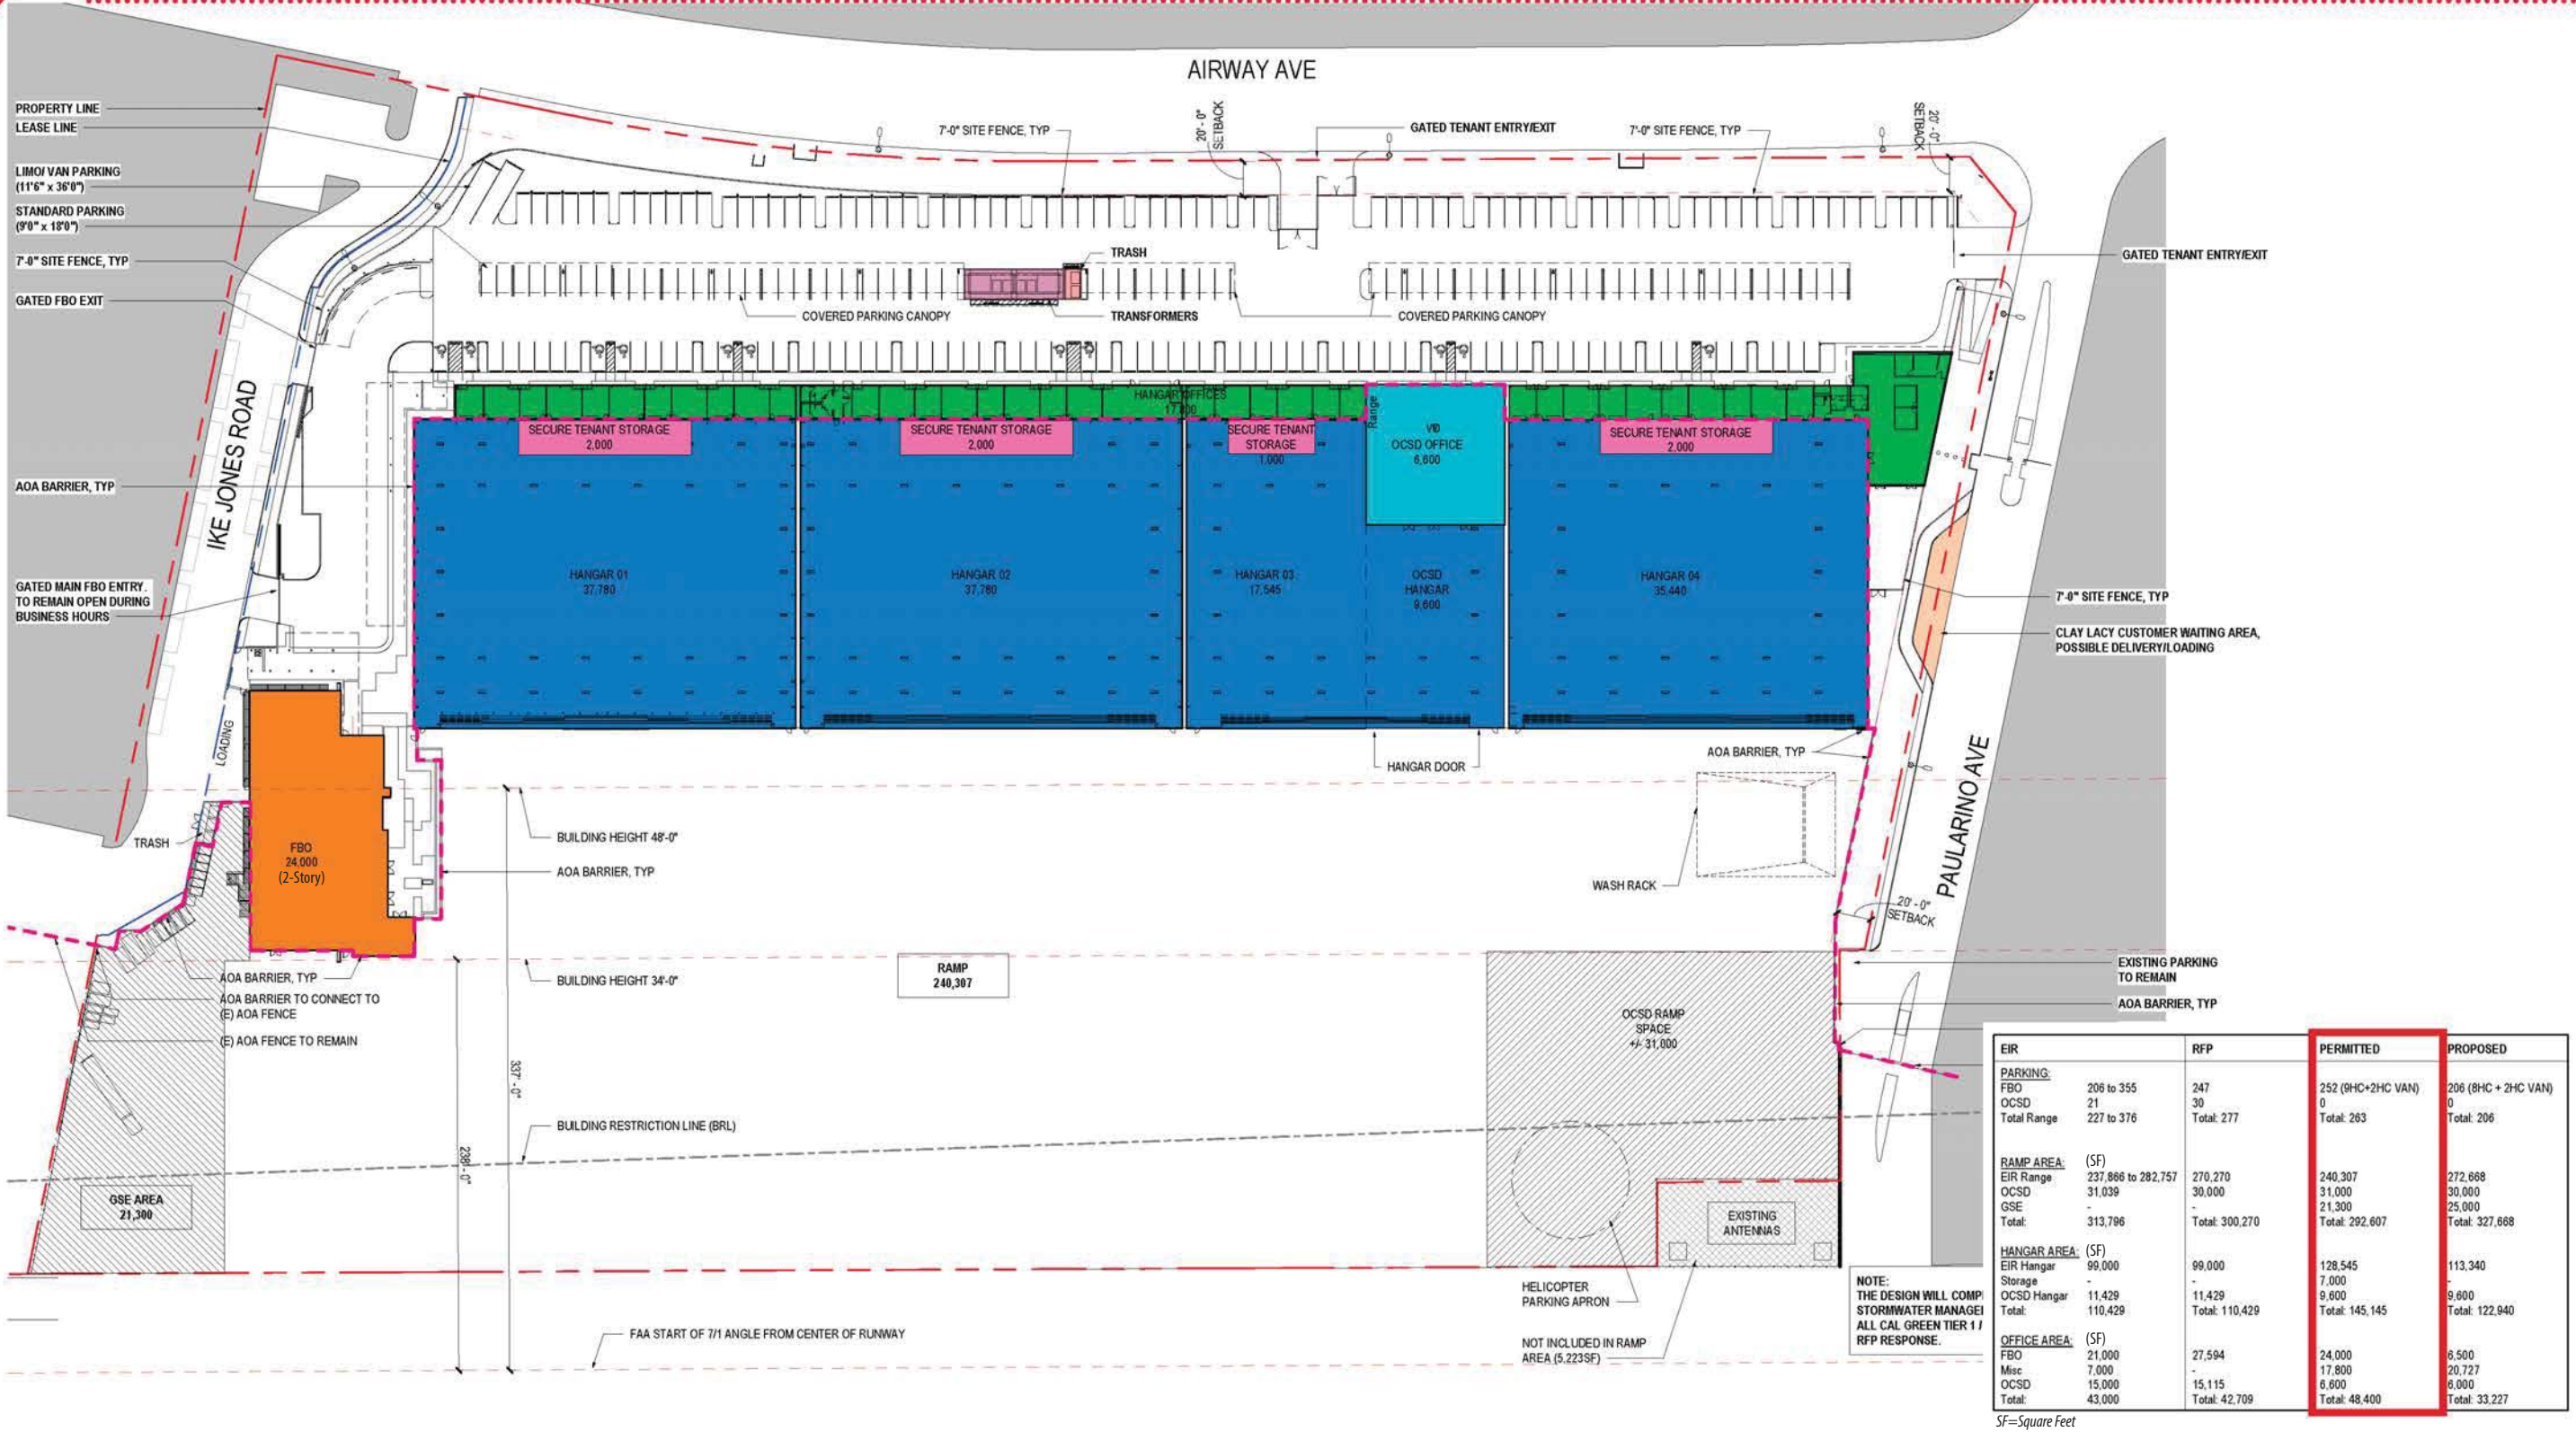 AIRWAY AVE
PROPERTY LINE
LEASE LINE
LIMO/ VAN PARKING
(11'6" x 36'0")
STANDARD PARKING
(9'0" x 18'0")
7'-0" SITE FENCE, TYP
GATED FBO EXIT
IKE JONES ROAD
AOA BARRIER, TYP
GATED MAIN FBO ENTRY.
TO REMAIN OPEN DURING
BUSINESS HOURS
LOADING
TRASH
7'-0" SITE FENCE, TYP
20'-0"
SETBACK
GATED TENANT ENTRY/EXIT
7'-0" SITE FENCE, TYP
20'-0"
SETBACK
GATED TENANT ENTRY/EXIT
TRASH
COVERED PARKING CANOPY
TRANSFORMERS
COVERED PARKING CANOPY
HANGAR OFFICES
17,800
SECURE TENANT STORAGE
2,000
SECURE TENANT STORAGE
2,000
SECURE TENANT
STORAGE
1,000
Range
OCSD OFFICE
6,600
SECURE TENANT STORAGE
2,000
HANGAR 01
37,780
HANGAR 02
37,780
HANGAR 03
17,545
OCSD
HANGAR
9,600
HANGAR 04
35,440
7'-0" SITE FENCE, TYP
CLAY LACY CUSTOMER WAITING AREA,
POSSIBLE DELIVERY/LOADING
HANGAR DOOR
AOA BARRIER, TYP
PAULARINO AVE
FBO
24,000
(2-Story)
BUILDING HEIGHT 48'-0"
AOA BARRIER, TYP
WASH RACK
20'-0"
SETBACK
AOA BARRIER, TYP
AOA BARRIER TO CONNECT TO
(E) AOA FENCE
(E) AOA FENCE TO REMAIN
BUILDING HEIGHT 34'-0"
RAMP
240,307
OCSD RAMP
SPACE
+/- 31,000
EXISTING PARKING
TO REMAIN
AOA BARRIER, TYP
337'-0"
238'-0"
BUILDING RESTRICTION LINE (BRL)
GSE AREA
21,300
EXISTING
ANTENNAS
HELICOPTER
PARKING APRON
NOT INCLUDED IN RAMP
AREA (5,223SF)
FAA START OF 7/1 ANGLE FROM CENTER OF RUNWAY
NOTE:
THE DESIGN WILL COMP
STORMWATER MANAGE
ALL CAL GREEN TIER 1
RFP RESPONSE.
EIR RFP PERMITTED PROPOSED
PARKING:
FBO 206 to 355 247 252 (9HC+2HC VAN) 206 (8HC + 2HC VAN)
OCSD 21 30 0 0
Total Range 227 to 376 Total: 277 Total: 263 Total: 206
RAMP AREA: (SF)
EIR Range 237,866 to 282,757 270,270 240,307 272,668
OCSD 31,039 30,000 31,000 30,000
GSE - - 21,300 25,000
Total: 313,796 Total: 300,270 Total: 292,607 Total: 327,668
HANGAR AREA: (SF)
EIR Hangar 99,000 99,000 128,545 113,340
Storage - - 7,000 -
OCSD Hangar 11,429 11,429 9,600 9,600
Total: 110,429 Total: 110,429 Total: 145,145 Total: 122,940
OFFICE AREA: (SF)
FBO 21,000 27,594 24,000 6,500
Misc 7,000 - 17,800 20,727
OCSD 15,000 15,115 6,600 6,000
Total: 43,000 Total: 42,709 Total: 48,400 Total: 33,227
SF=Square Feet